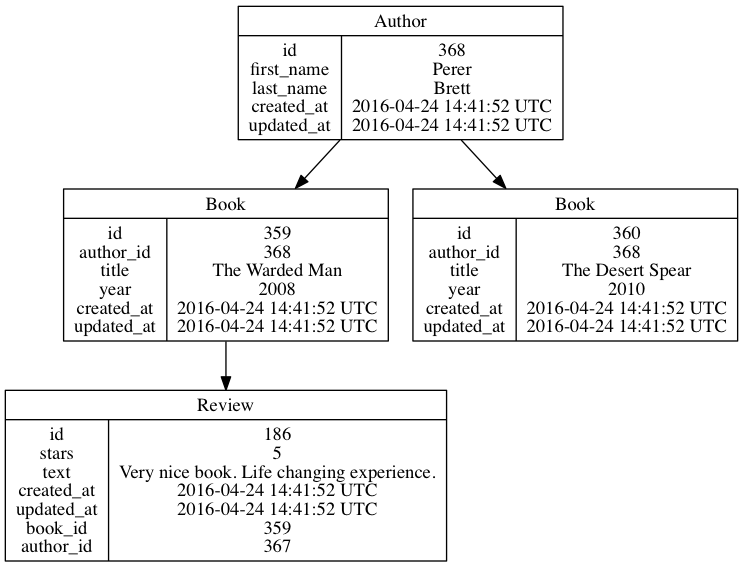 Author
id 368
first_name Perer
last_name Brett
created_at 2016-04-24 14:41:52 UTC
updated_at 2016-04-24 14:41:52 UTC
Book
id 359
author_id 368
title The Warded Man
year 2008
created_at 2016-04-24 14:41:52 UTC
updated_at 2016-04-24 14:41:52 UTC
Book
id 360
author_id 368
title The Desert Spear
year 2010
created_at 2016-04-24 14:41:52 UTC
updated_at 2016-04-24 14:41:52 UTC
Review
id 186
stars 5
text Very nice book. Life changing experience.
created_at 2016-04-24 14:41:52 UTC
updated_at 2016-04-24 14:41:52 UTC
book_id 359
author_id 367